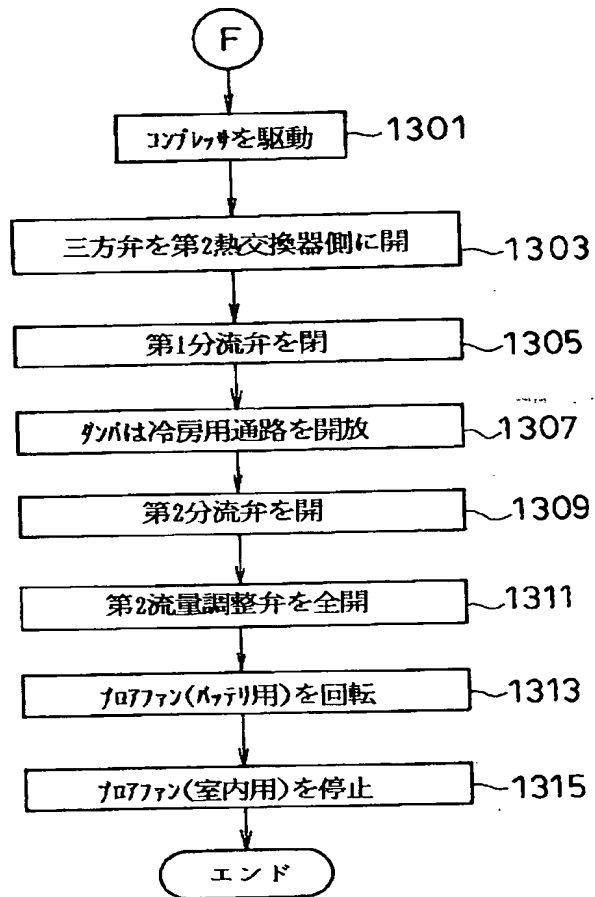 F
コンプレッサを駆動 1301
三方弁を第2熱交換器側に開 1303
第1分流弁を閉 1305
ダンパは冷房用通路を開放 1307
第2分流弁を開 1309
第2流量調整弁を全開 1311
ブロアファン(バッテリ用)を回転 1313
ブロアファン(室内用)を停止 1315
エンド